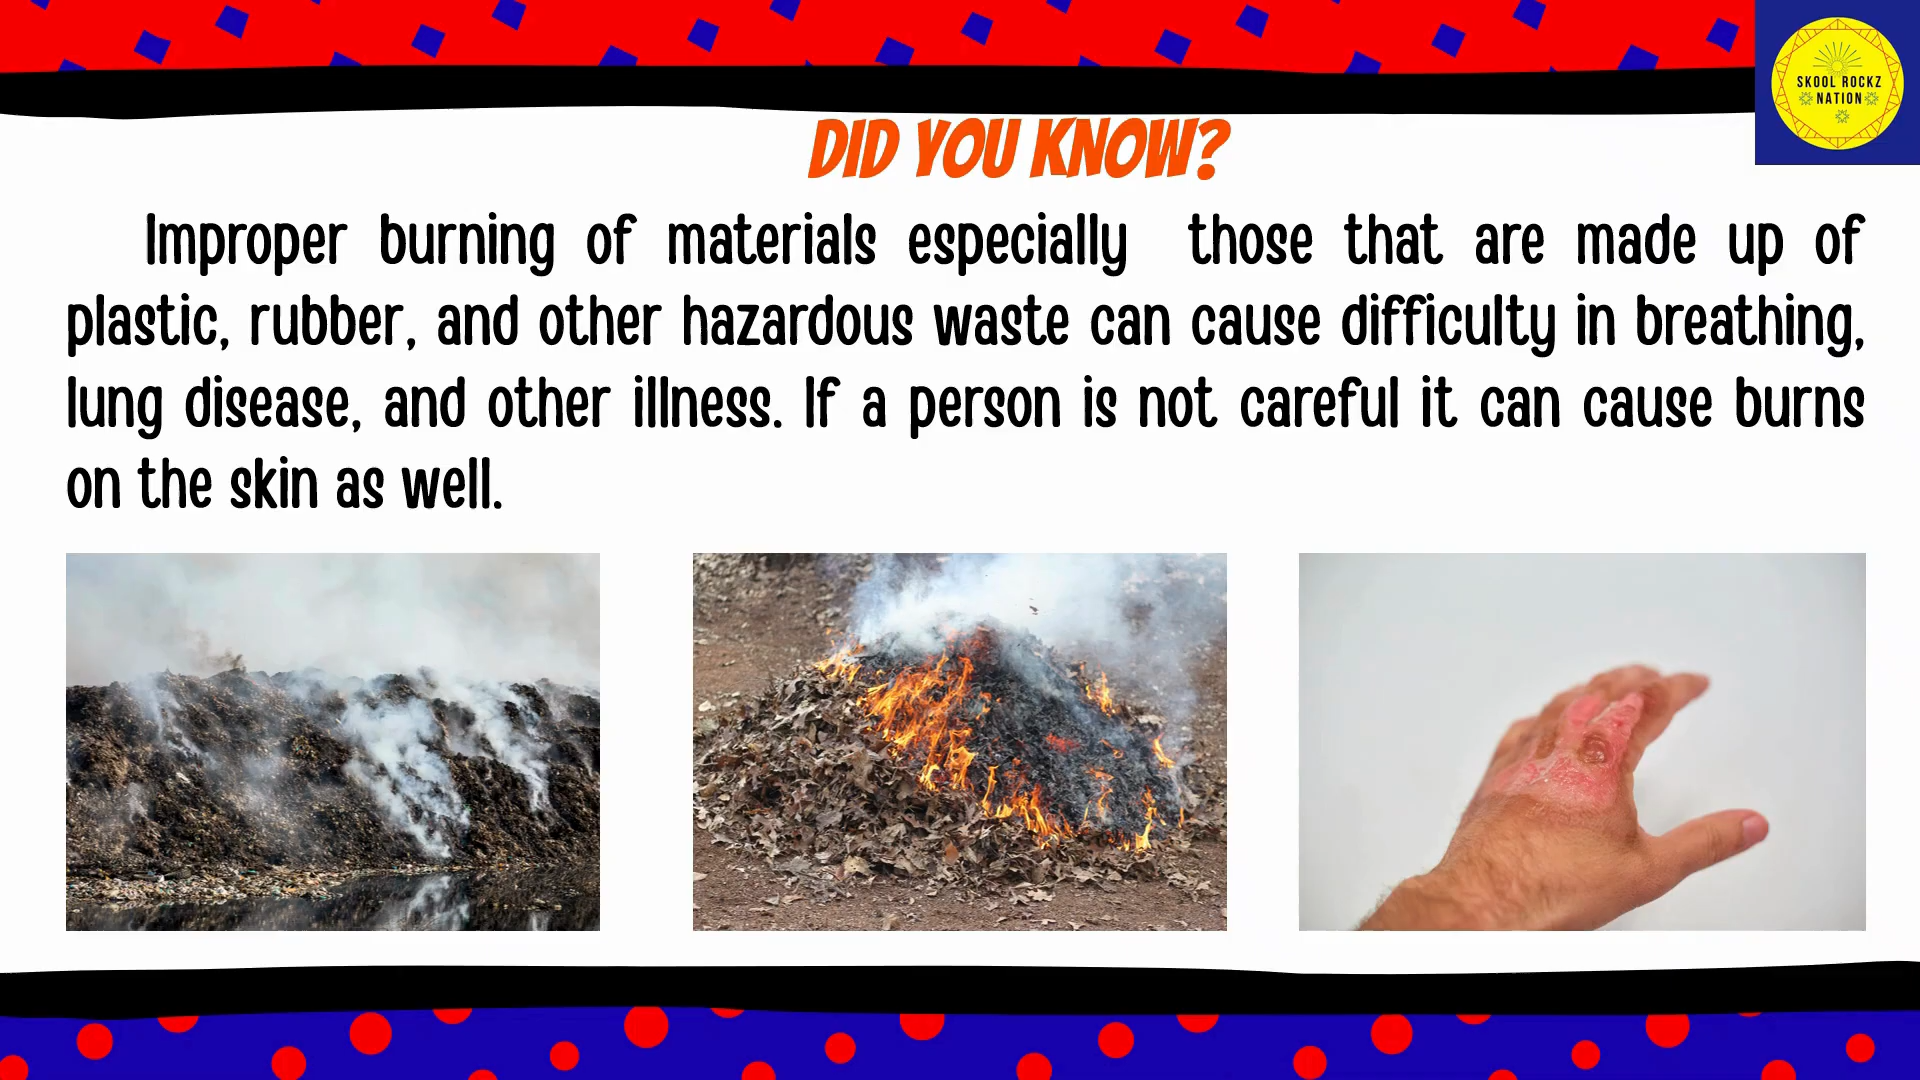 SKOOL ROCKZ
NATION
DID YOU KNOW?
Improper burning of materials especially those that are made up of
plastic, rubber, and other hazardous waste can cause difficulty in breathing,
lung disease, and other illness. If a person is not careful it can cause burns
on the skin as well.